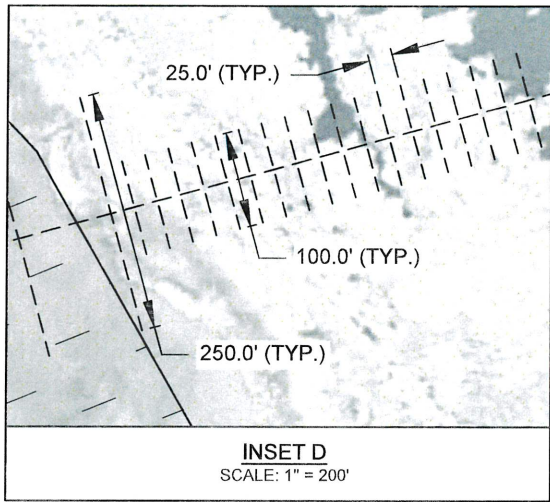 25.0' (TYP.)
100.0' (TYP.)
250.0' (TYP.)
INSET D
SCALE: 1" = 200'